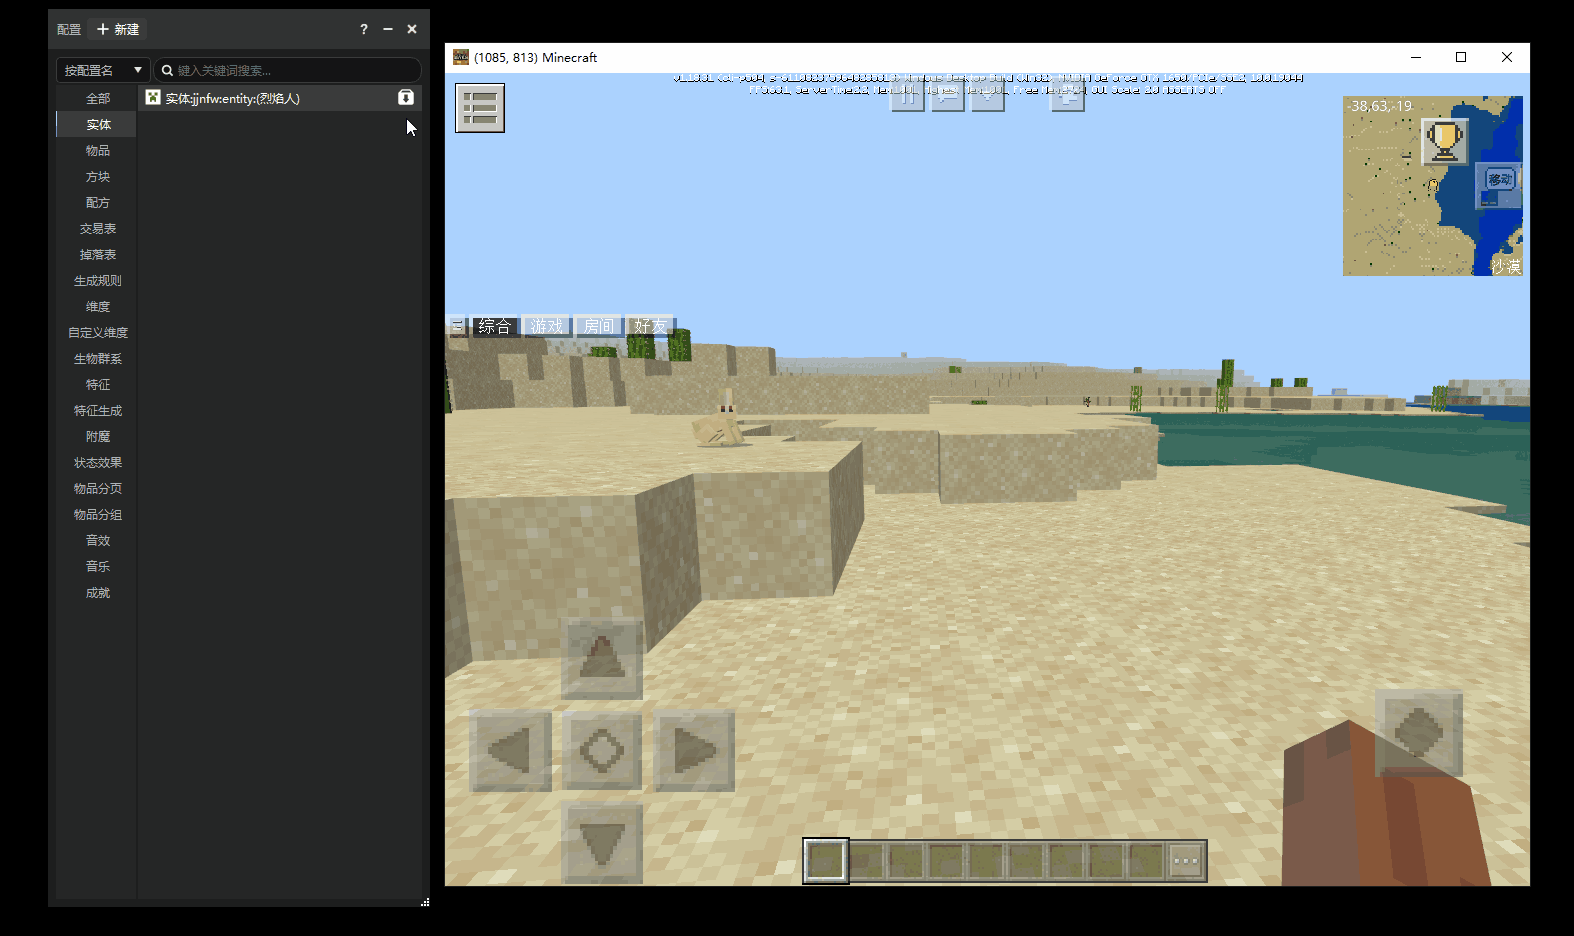 配置 新建
?
按配置名
键入关键词搜索...
全部
实体
物品
方块
配方
交易表
掉落表
生成规则
维度
自定义维度
生物群系
特征
特征生成
附魔
状态效果
物品分页
物品分组
音效
音乐
成就
实体:jjnfw:entity:(烈焰人)
(1085, 813) Minecraft
-38,63,-19
移动
沙漠
综合 游戏 房间 好友